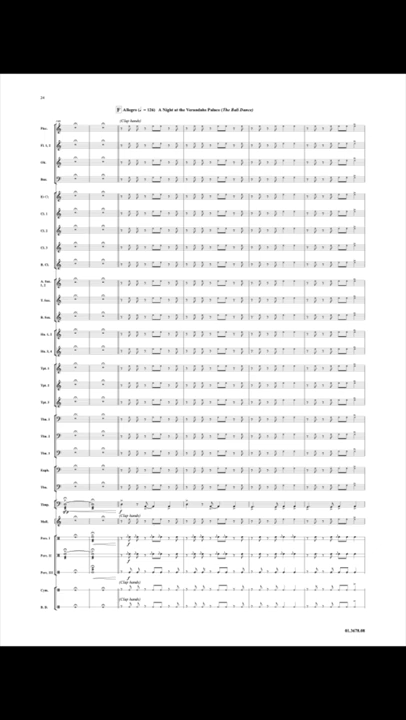 F Allegro (♩ = 126) A Night at the Versailles Palace (The Ball Dance)
(Clap hands)
Picc.
Fl. 1, 2
Ob.
Bsn.
E♭ Cl.
Cl. 1
Cl. 2
Cl. 3
B. Cl.
A. Sax. 1, 2
T. Sax.
B. Sax.
Hn. 1, 2
Hn. 3, 4
Tpt. 1
Tpt. 2
Tpt. 3
Tbn. 1
Tbn. 2
Tbn. 3
Euph.
Tba.
Timp.
f
(Clap hands)
Mall.
Perc. I
f
Perc. II
f
Perc. III
f
(Clap hands)
Cym.
(Clap hands)
B. D.
01.3678.08